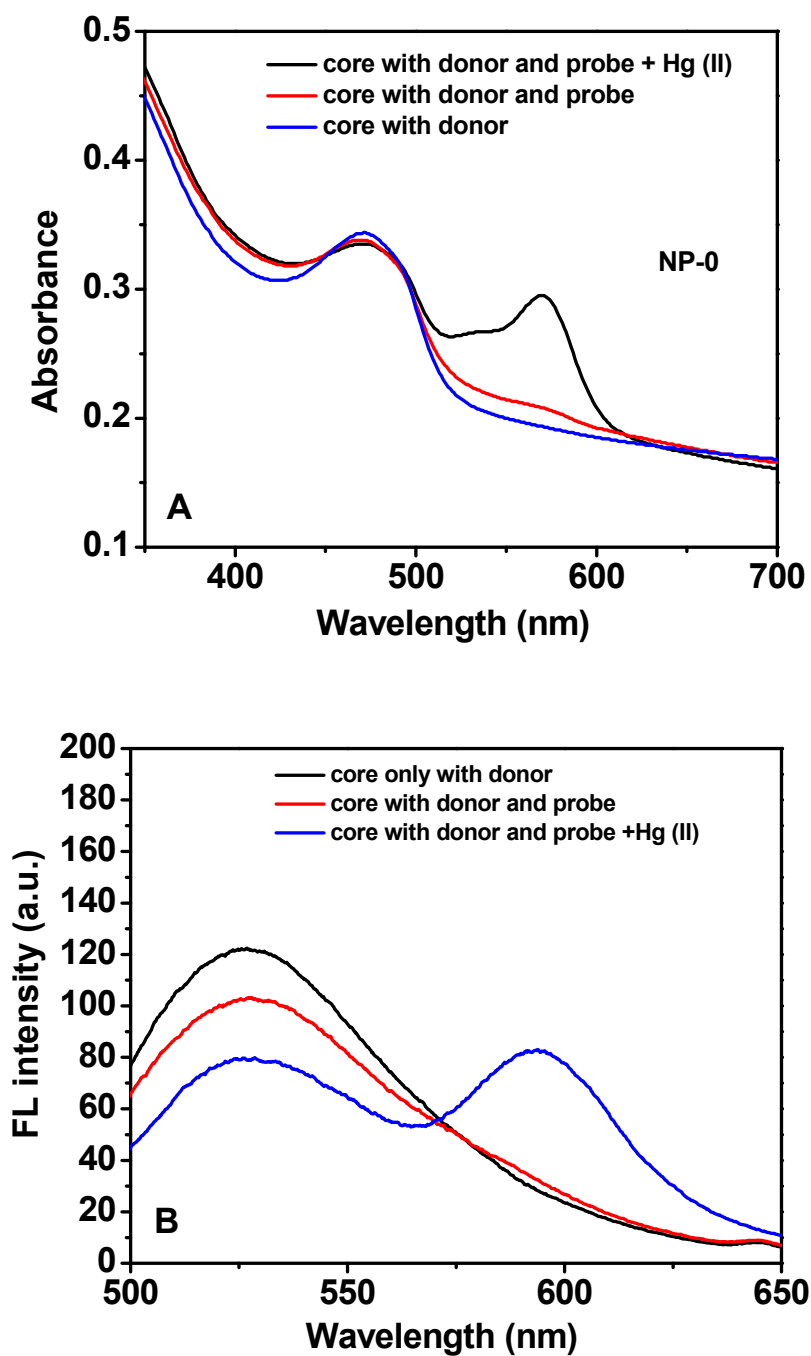 0.5
core with donor and probe + Hg (II)
core with donor and probe
core with donor
0.4
NP-0
0.3
Absorbance
0.2
A
0.1
400 500 600 700
Wavelength (nm)
200
core only with donor
180
core with donor and probe
160
core with donor and probe +Hg (II)
140
120
100
FL intensity (a.u.)
80
60
40
20
B
0
500 550 600 650
Wavelength (nm)